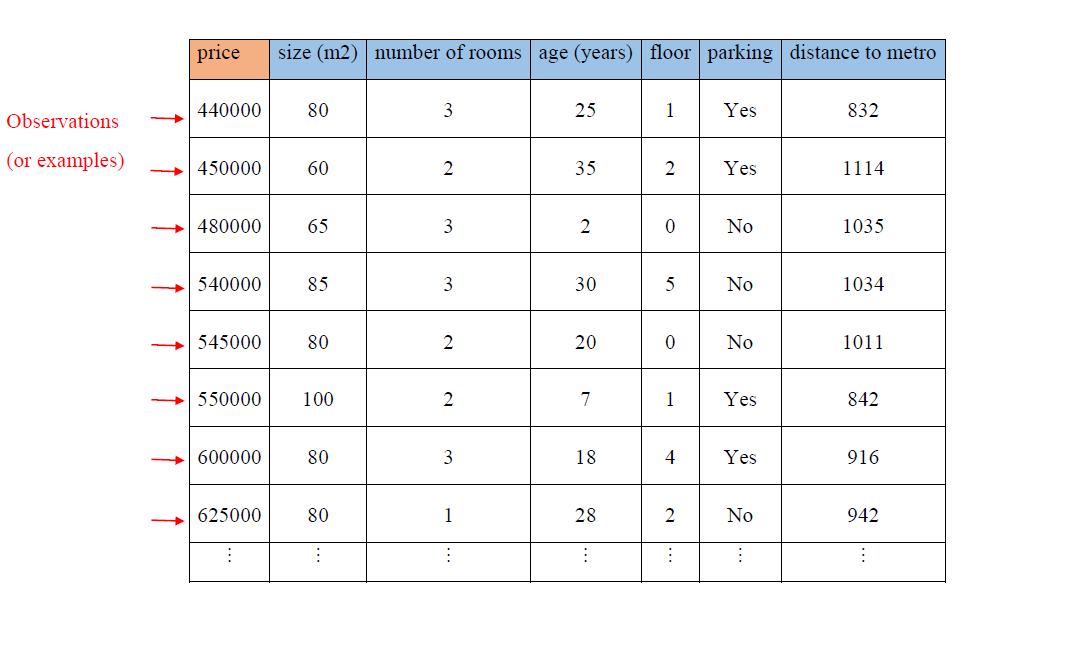 price size (m2) number of rooms age (years) floor parking distance to metro
Observations
(or examples)
440000 80 3 25 1 Yes 832
450000 60 2 35 2 Yes 1114
480000 65 3 2 0 No 1035
540000 85 3 30 5 No 1034
545000 80 2 20 0 No 1011
550000 100 2 7 1 Yes 842
600000 80 3 18 4 Yes 916
625000 80 1 28 2 No 942
⋮ ⋮ ⋮ ⋮ ⋮ ⋮ ⋮